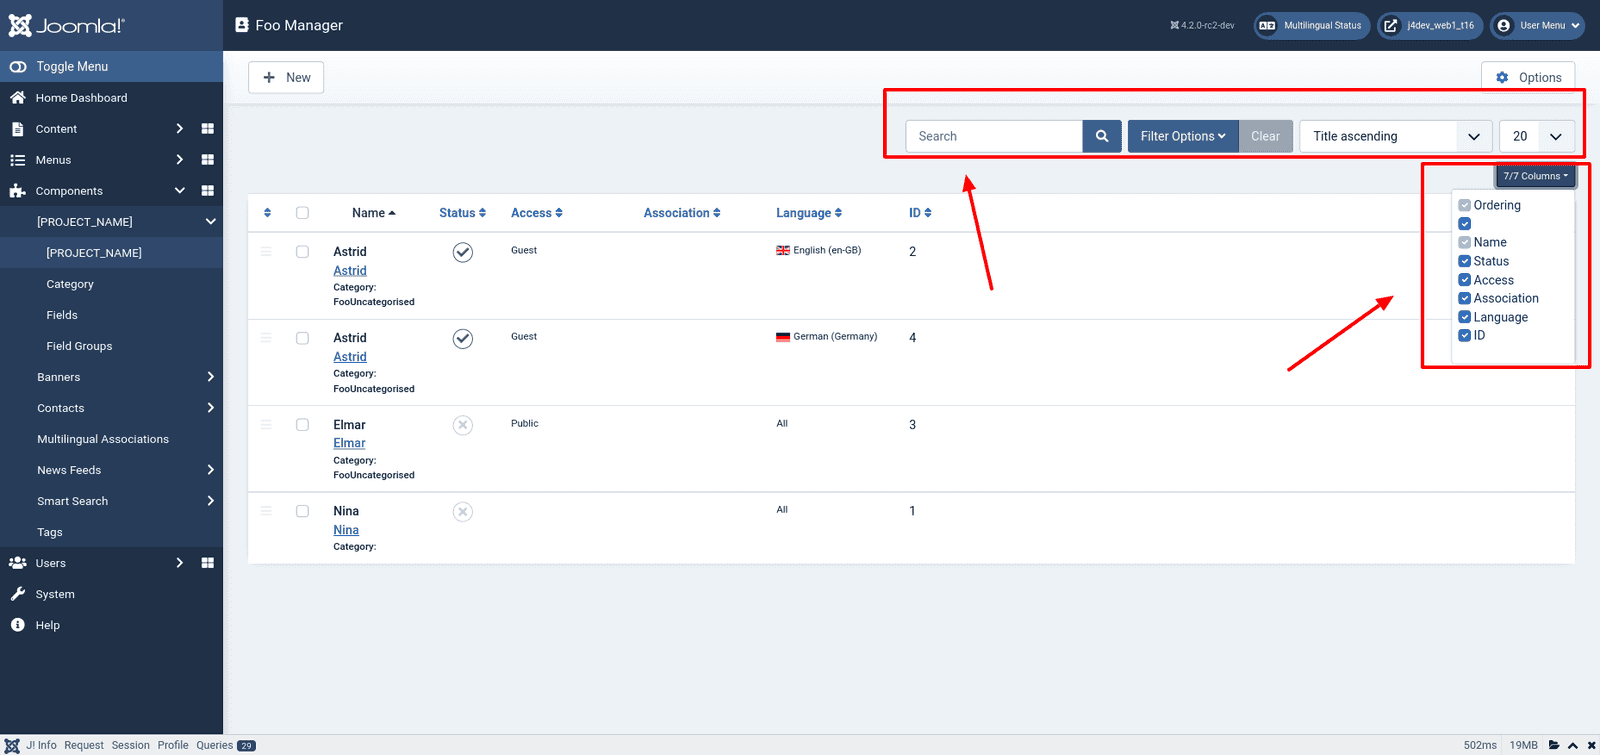 Joomla!®
Foo Manager
4.2.0-rc2-dev
Multilingual Status
j4dev_web1_t16
User Menu
Toggle Menu
Home Dashboard
Content
Menus
Components
[PROJECT_NAME]
[PROJECT_NAME]
Category
Fields
Field Groups
Banners
Contacts
Multilingual Associations
News Feeds
Smart Search
Tags
Users
System
Help
New
Options
Search
Filter Options
Clear
Title ascending
20
7/7 Columns
Ordering
Name
Status
Access
Association
Language
ID
Name Status Access Association Language ID
Astrid Guest English (en-GB) 2
Astrid
Category:
FooUncategorised
Astrid Guest German (Germany) 4
Astrid
Category:
FooUncategorised
Elmar Public All 3
Elmar
Category:
FooUncategorised
Nina All 1
Nina
Category:
J! Info Request Session Profile Queries 29
502ms 19MB